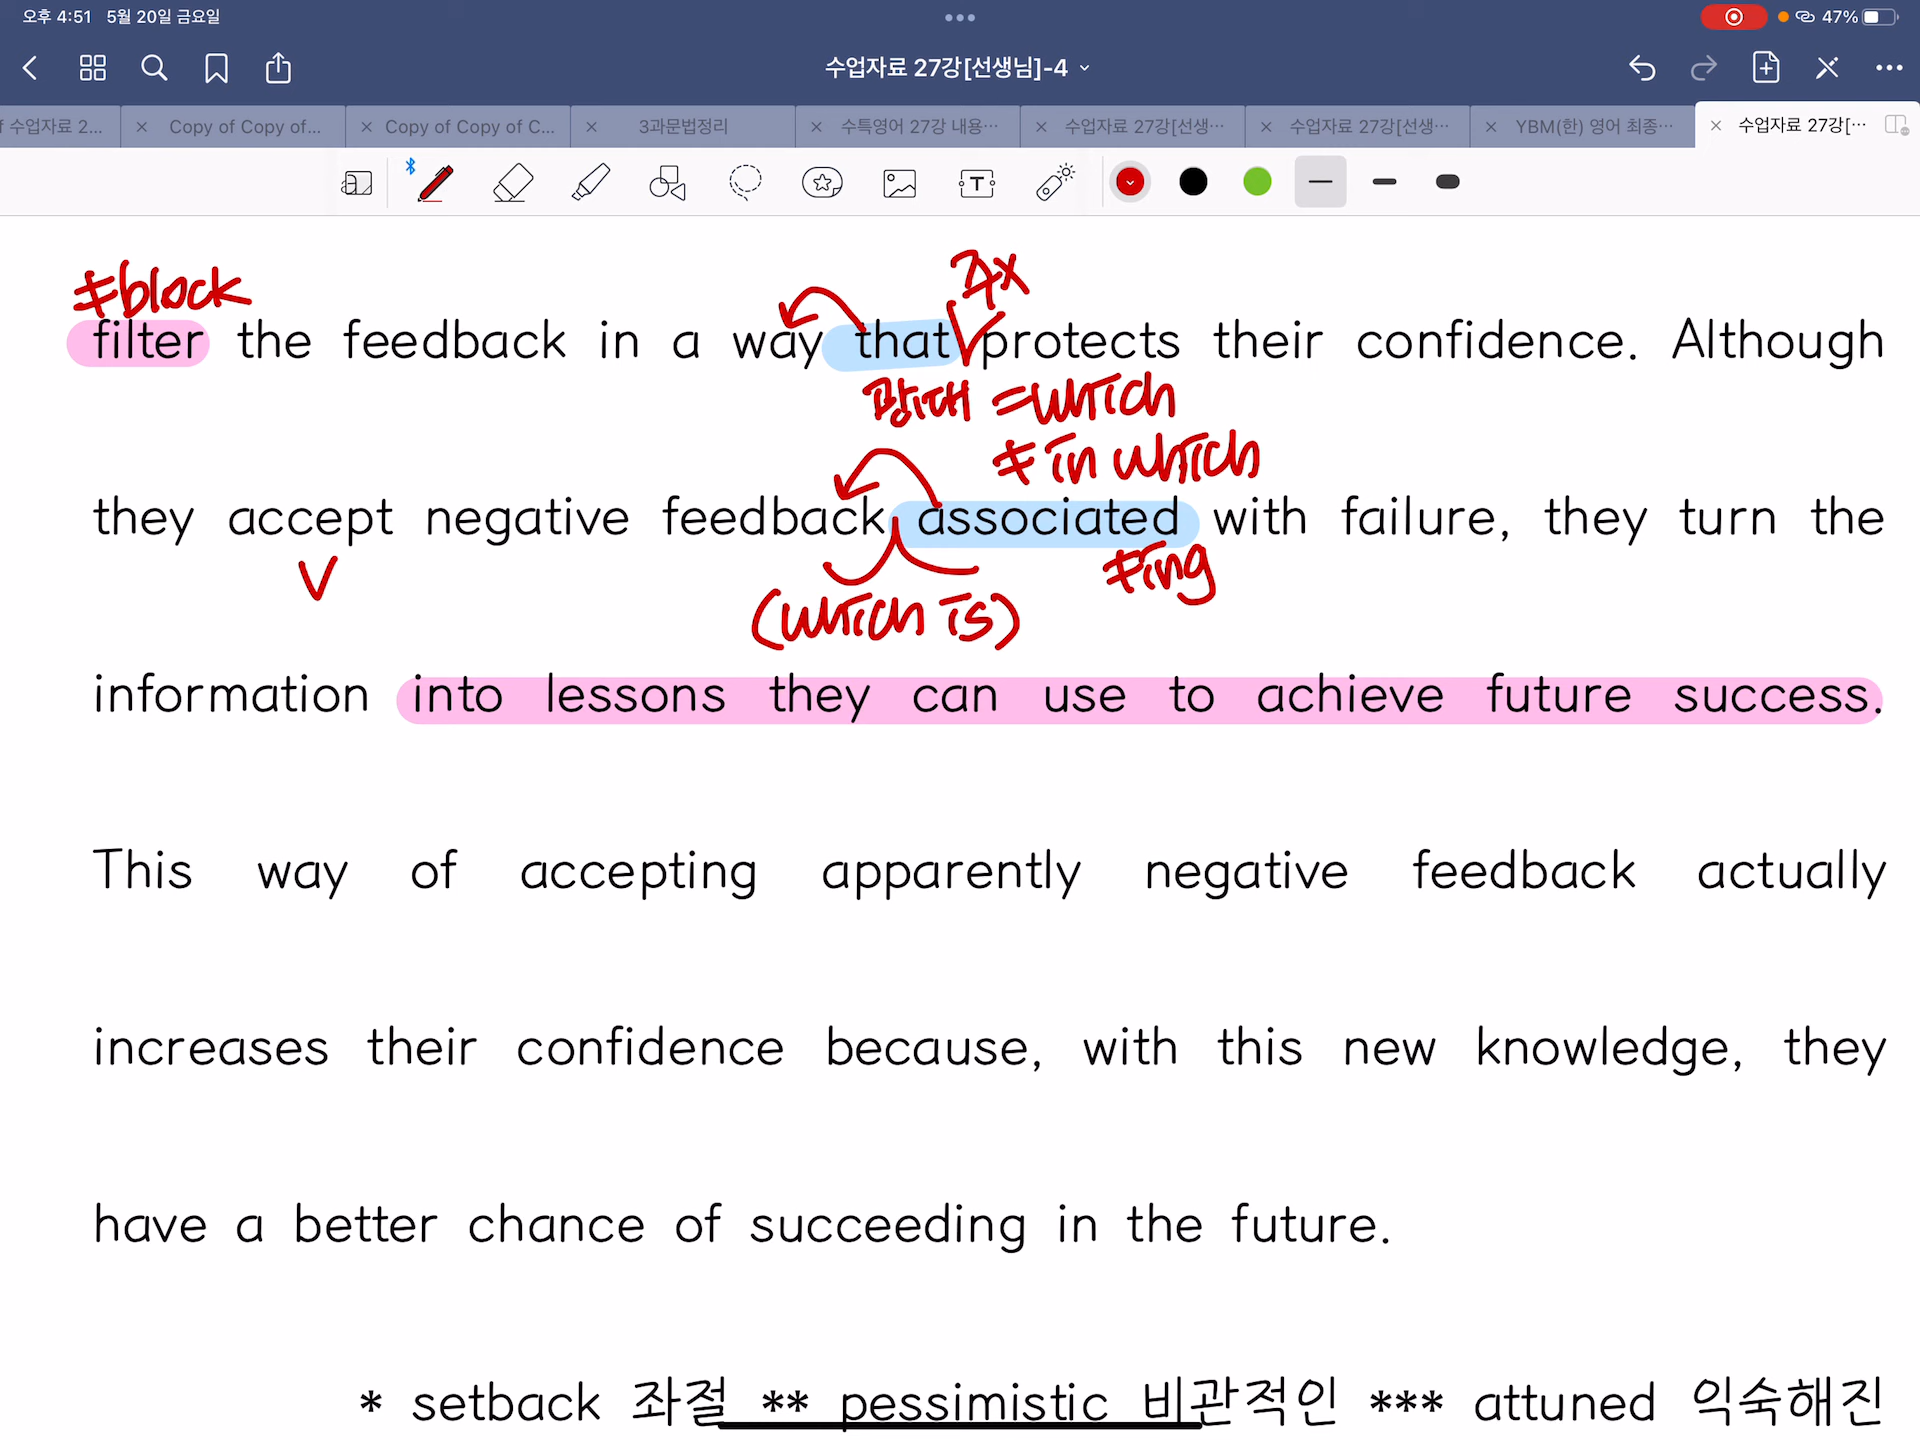 오후 4:51 5월 20일 금요일
47%
수업자료 27강[선생님]-4
f 수업자료 2... Copy of Copy of... Copy of Copy of C... 3과문법정리 수특영어 27강 내용... 수업자료 27강[선생... 수업자료 27강[선생... YBM(한) 영어 최종... 수업자료 27강[...
≠block
filter the feedback in a way that protects their confidence. Although
=which
≠ in which
they accept negative feedback associated with failure, they turn the
V
≠ing
(which is)
information into lessons they can use to achieve future success.
This way of accepting apparently negative feedback actually
increases their confidence because, with this new knowledge, they
have a better chance of succeeding in the future.
* setback 좌절 ** pessimistic 비관적인 *** attuned 익숙해진